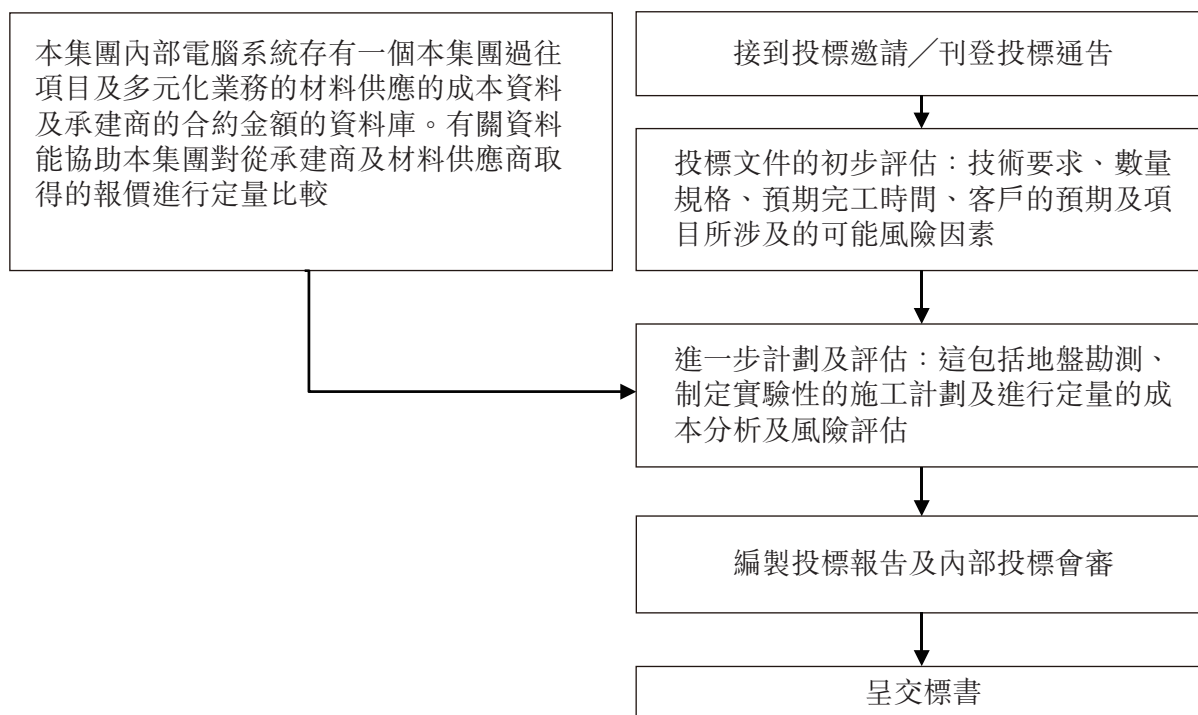 本集團內部電腦系統存有一個本集團過往
項目及多元化業務的材料供應的成本資料
及承建商的合約金額的資料庫。有關資料
能協助本集團對從承建商及材料供應商取
得的報價進行定量比較
接到投標邀請╱刊登投標通告
投標文件的初步評估：技術要求、數量
規格、預期完工時間、客戶的預期及項
目所涉及的可能風險因素
進一步計劃及評估：這包括地盤勘測、
制定實驗性的施工計劃及進行定量的成
本分析及風險評估
編製投標報告及內部投標會審
呈交標書